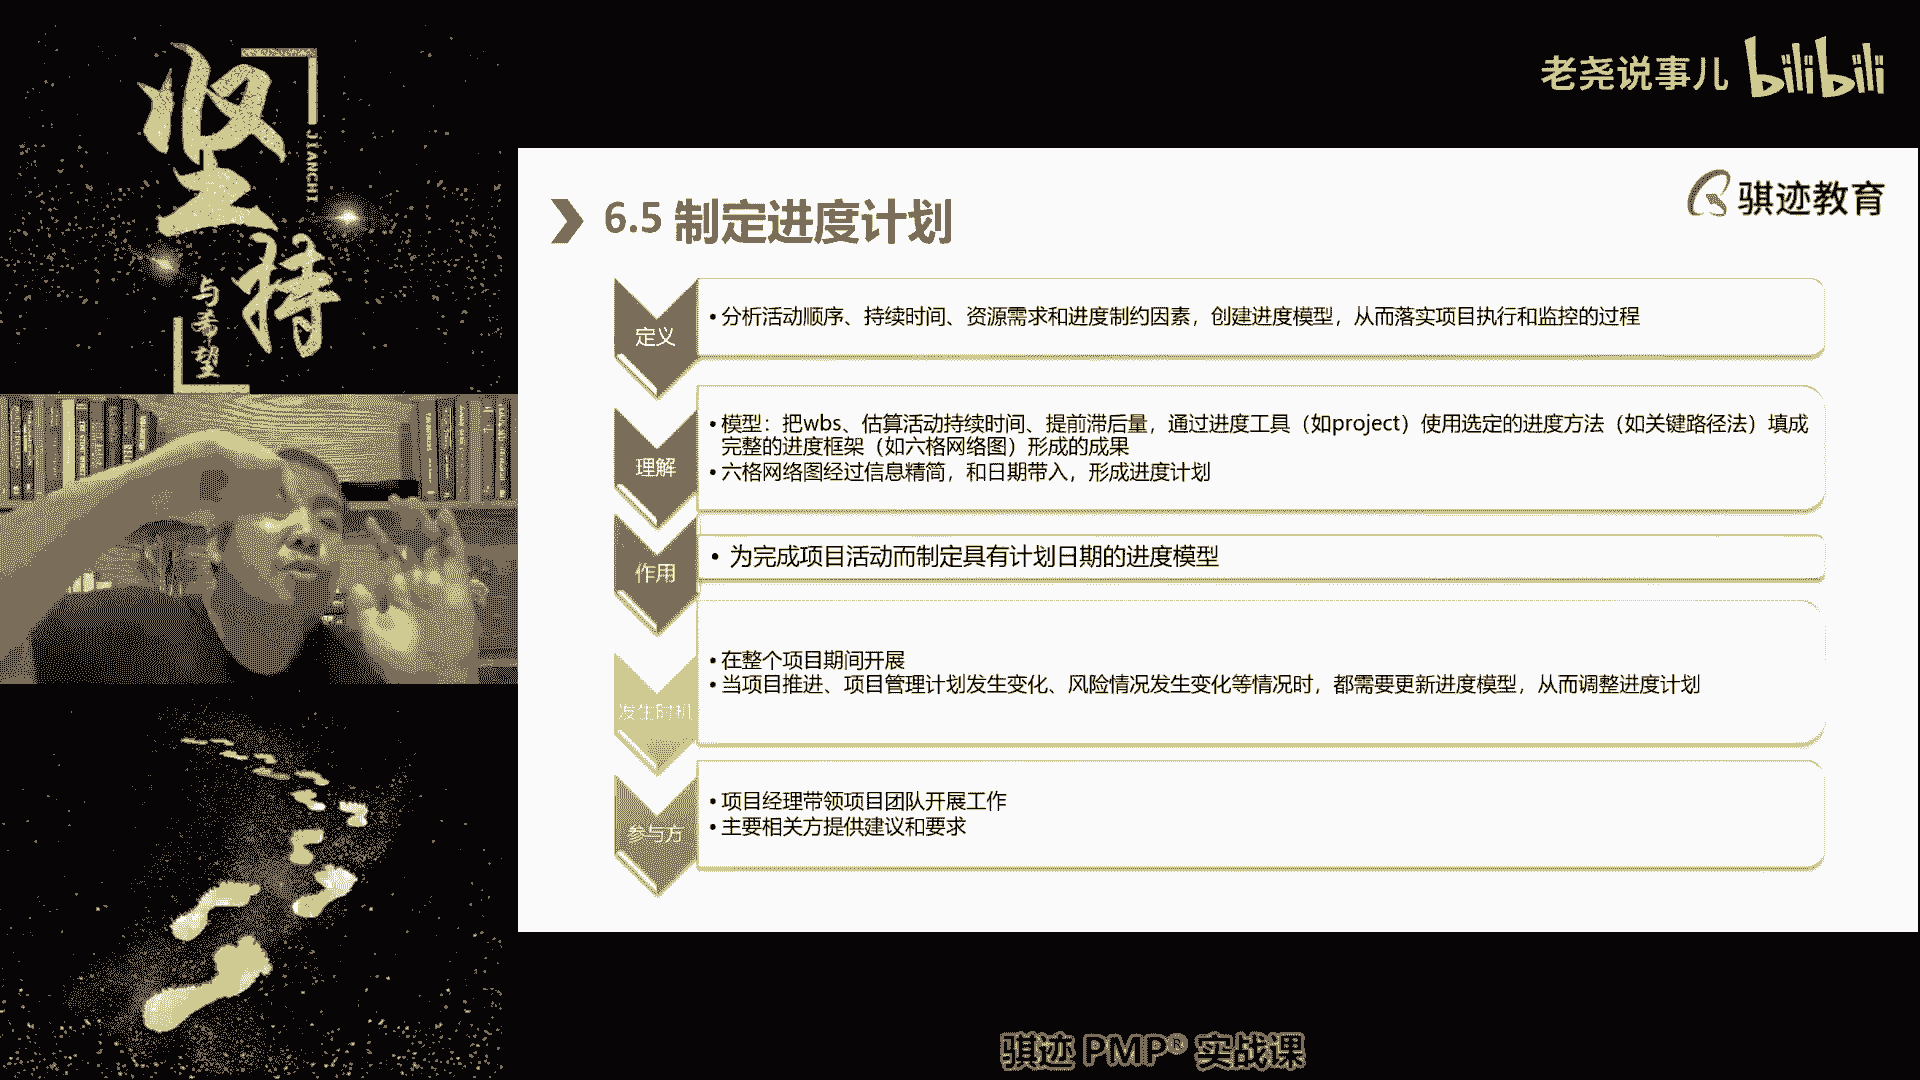 坚持
JIANCHI
与希望
老尧说事儿 bilibili
骐迹教育
6.5 制定进度计划
定义
•分析活动顺序、持续时间、资源需求和进度制约因素，创建进度模型，从而落实项目执行和监控的过程
理解
•模型：把wbs、估算活动持续时间、提前滞后量，通过进度工具（如project）使用选定的进度方法（如关键路径法）填成
完整的进度框架（如六格网络图）形成的成果
•六格网络图经过信息精简，和日期带入，形成进度计划
作用
• 为完成项目活动而制定具有计划日期的进度模型
发生时机
•在整个项目期间开展
•当项目推进、项目管理计划发生变化、风险情况发生变化等情况时，都需要更新进度模型，从而调整进度计划
参与方
•项目经理带领项目团队开展工作
•主要相关方提供建议和要求
骐迹 PMP® 实战课